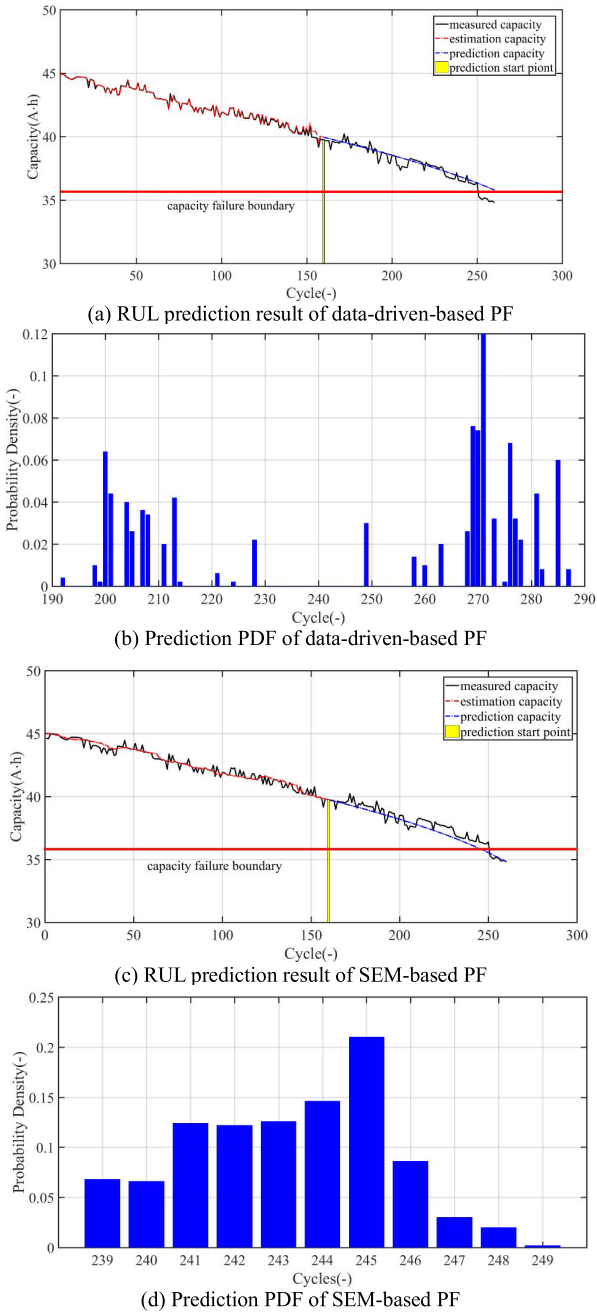 50
45
40
35
30
Capacity(A·h)
measured capacity
estimation capacity
prediction capacity
prediction start piont
capacity failure boundary
50 100 150 200 250 300
Cycle(-)
(a) RUL prediction result of data-driven-based PF
0.12
0.1
0.08
0.06
0.04
0.02
0
Probability Density(-)
190 200 210 220 230 240 250 260 270 280 290
Cycle(-)
(b) Prediction PDF of data-driven-based PF
50
45
40
35
30
Capacity(A·h)
measured capacity
estimation capacity
prediction capacity
prediction start point
capacity failure boundary
0 50 100 150 200 250 300
Cycle(-)
(c) RUL prediction result of SEM-based PF
0.25
0.2
0.15
0.1
0.05
0
Probability Density(-)
239 240 241 242 243 244 245 246 247 248 249
Cycles(-)
(d) Prediction PDF of SEM-based PF